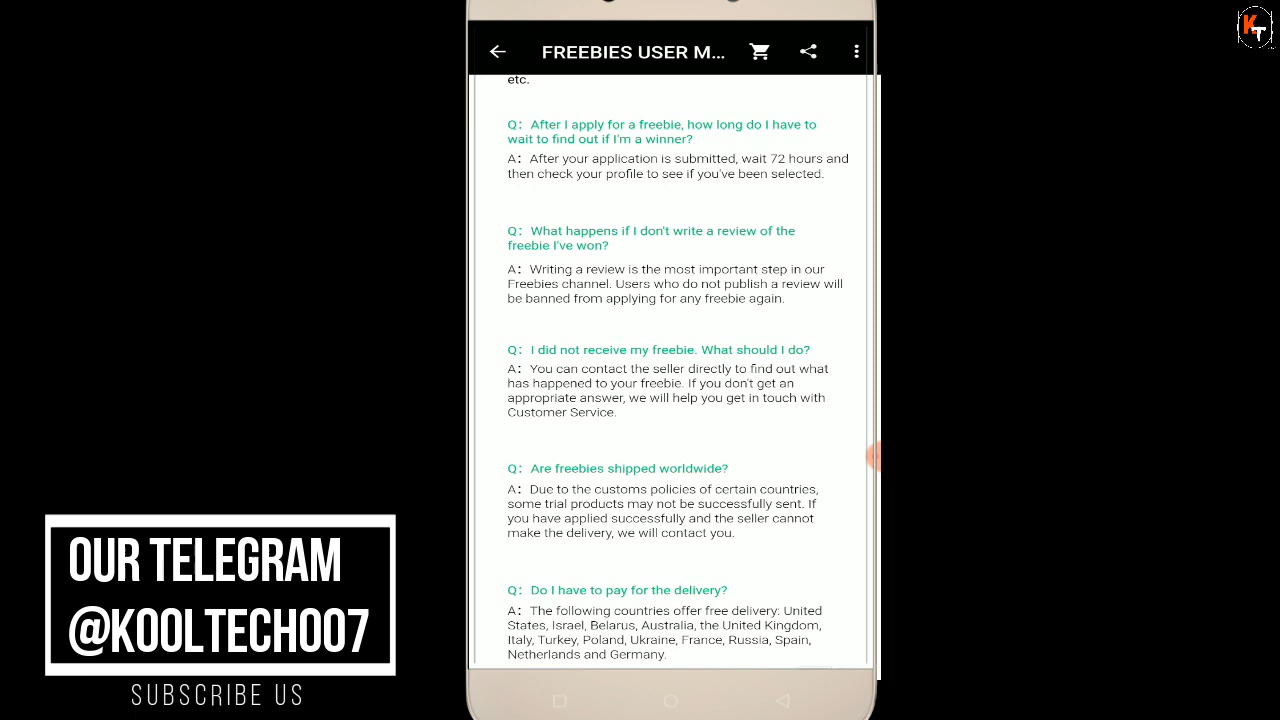 KT
FREEBIES USER M...
etc.
Q: After I apply for a freebie, how long do I have to
wait to find out if I'm a winner?
A: After your application is submitted, wait 72 hours and
then check your profile to see if you've been selected.
Q: What happens if I don't write a review of the
freebie I've won?
A: Writing a review is the most important step in our
Freebies channel. Users who do not publish a review will
be banned from applying for any freebie again.
Q: I did not receive my freebie. What should I do?
A: You can contact the seller directly to find out what
has happened to your freebie. If you don't get an
appropriate answer, we will help you get in touch with
Customer Service.
Q: Are freebies shipped worldwide?
A: Due to the customs policies of certain countries,
some trial products may not be successfully sent. If
you have applied successfully and the seller cannot
make the delivery, we will contact you.
Q: Do I have to pay for the delivery?
A: The following countries offer free delivery: United
States, Israel, Belarus, Australia, the United Kingdom,
Italy, Turkey, Poland, Ukraine, France, Russia, Spain,
Netherlands and Germany.
OUR TELEGRAM
@KOOLTECH007
SUBSCRIBE US